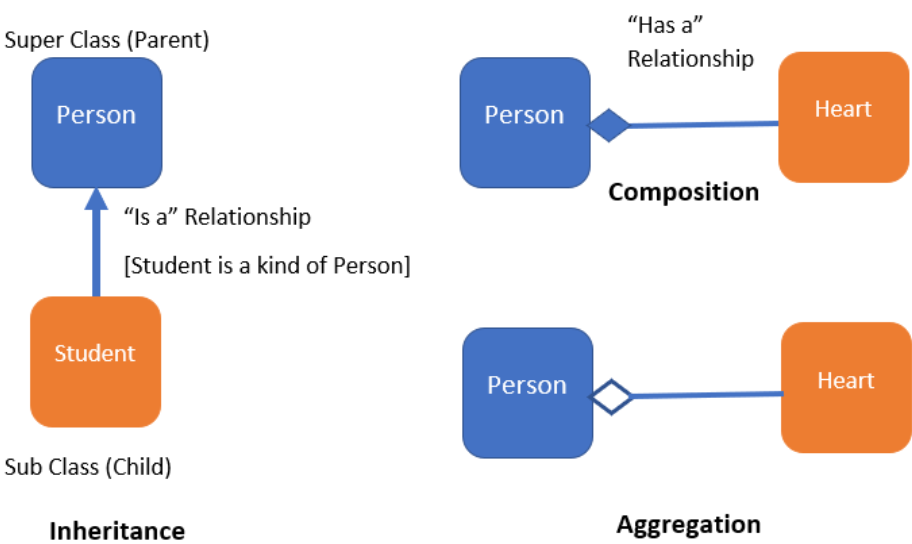 Super Class (Parent)
Person
“Is a” Relationship
[Student is a kind of Person]
Student
Sub Class (Child)
Inheritance
“Has a”
Relationship
Person
Heart
Composition
Person
Heart
Aggregation